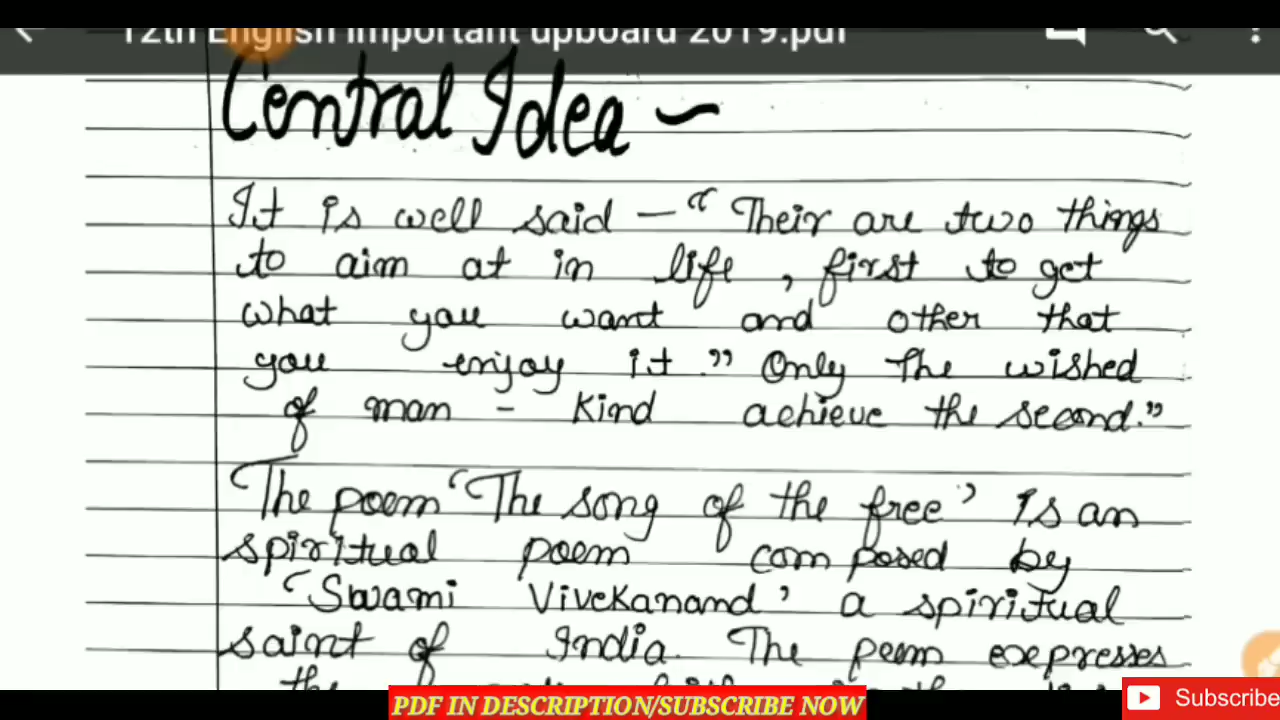 12th English important upboard 2019.pdf
Central Idea ~
It is well said - " Their are two things
to aim at in life , first to get
what you want and other that
you enjoy it." Only the wished
of man - kind achieve the second."
The poem 'The song of the free' is an
spiritual poem com posed by
'Swami Vivekanand' a spiritual
saint of India. The poem expresses
the
PDF IN DESCRIPTION/SUBSCRIBE NOW
Subscribe